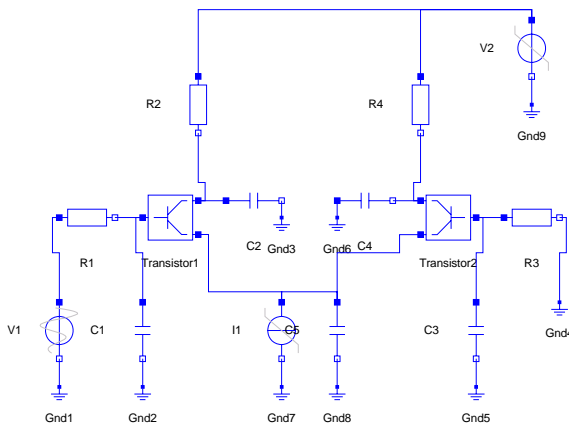 V2
R2
R4
Gnd9
C2
Gnd3
Gnd6
C4
R1
Transistor1
Transistor2
R3
V1
C1
I1
C5
C3
Gnd4
Gnd1
Gnd2
Gnd7
Gnd8
Gnd5